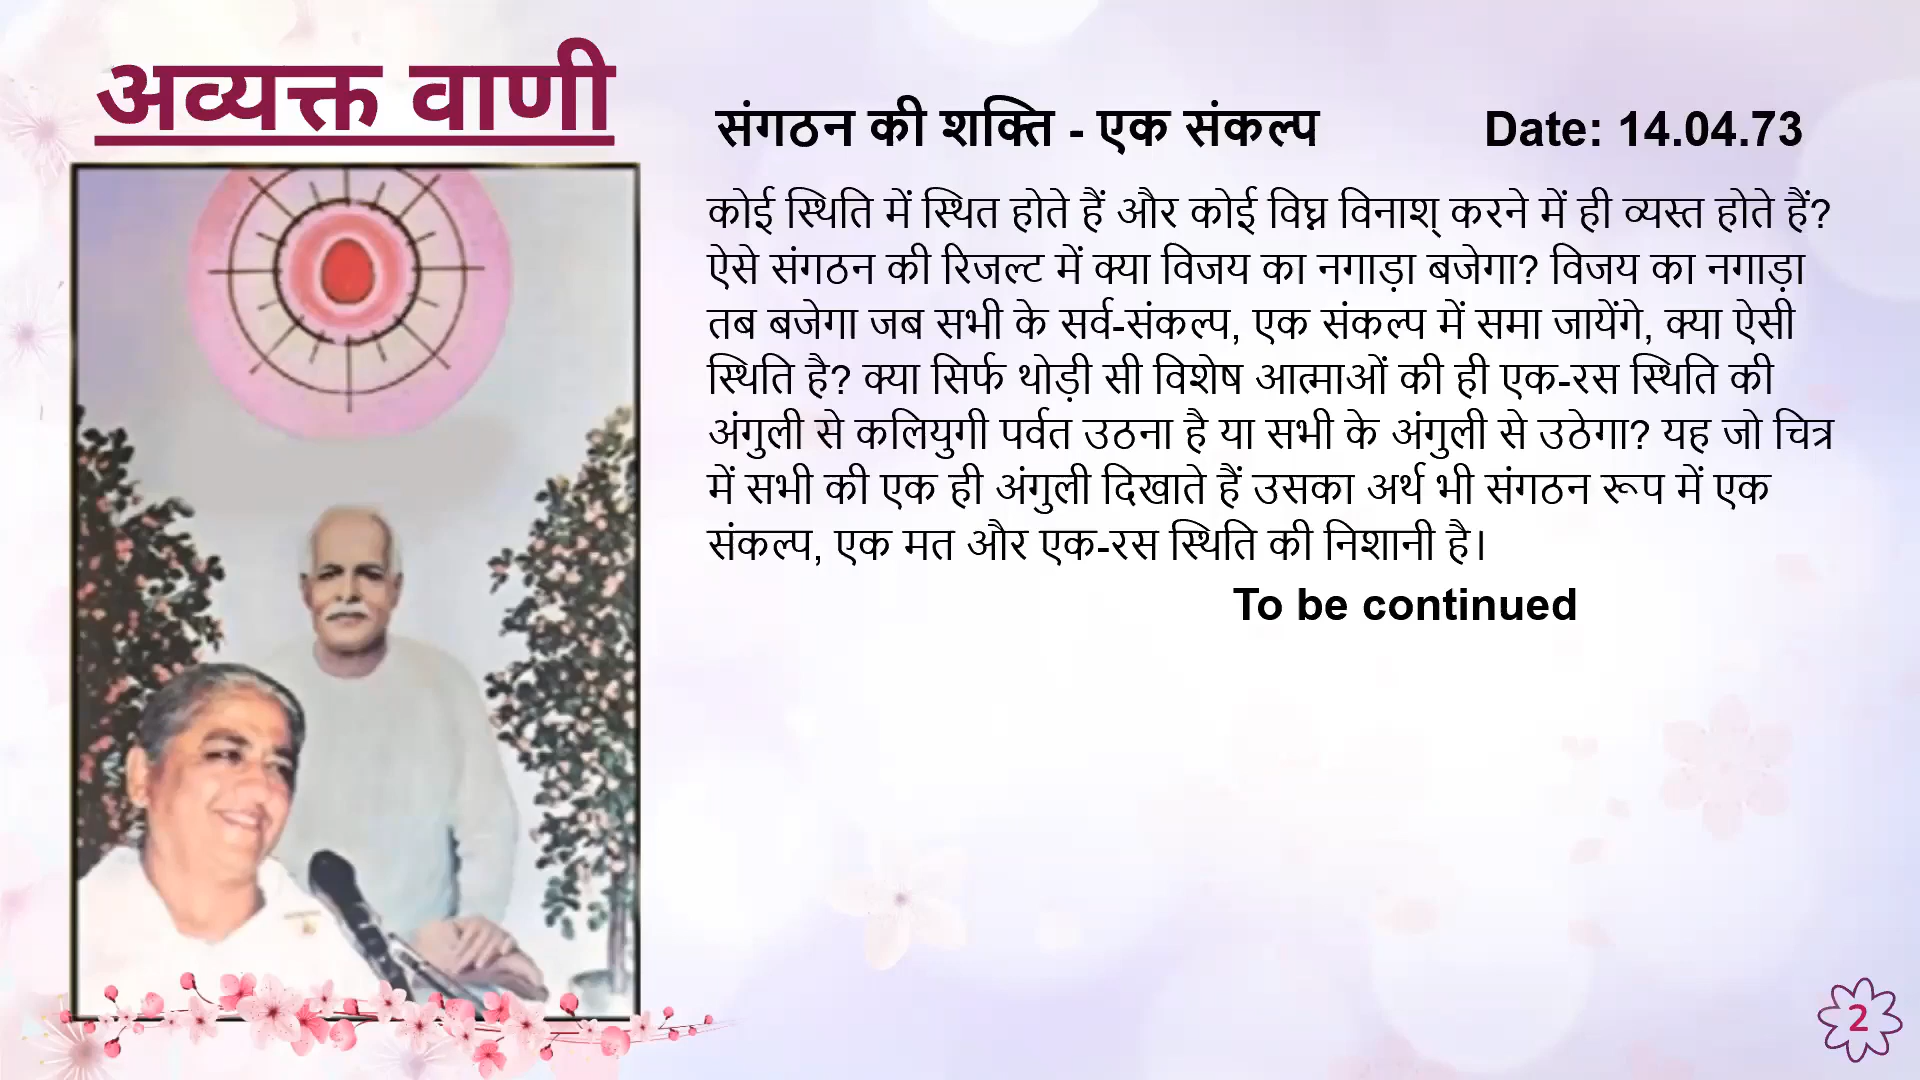 अव्यक्त वाणी
संगठन की शक्ति - एक संकल्प Date: 14.04.73
कोई स्थिति में स्थित होते हैं और कोई विघ्न विनाश् करने में ही व्यस्त होते हैं?
ऐसे संगठन की रिजल्ट में क्या विजय का नगाड़ा बजेगा? विजय का नगाड़ा
तब बजेगा जब सभी के सर्व-संकल्प, एक संकल्प में समा जायेंगे, क्या ऐसी
स्थिति है? क्या सिर्फ थोड़ी सी विशेष आत्माओं की ही एक-रस स्थिति की
अंगुली से कलियुगी पर्वत उठना है या सभी के अंगुली से उठेगा? यह जो चित्र
में सभी की एक ही अंगुली दिखाते हैं उसका अर्थ भी संगठन रूप में एक
संकल्प, एक मत और एक-रस स्थिति की निशानी है।
To be continued
2